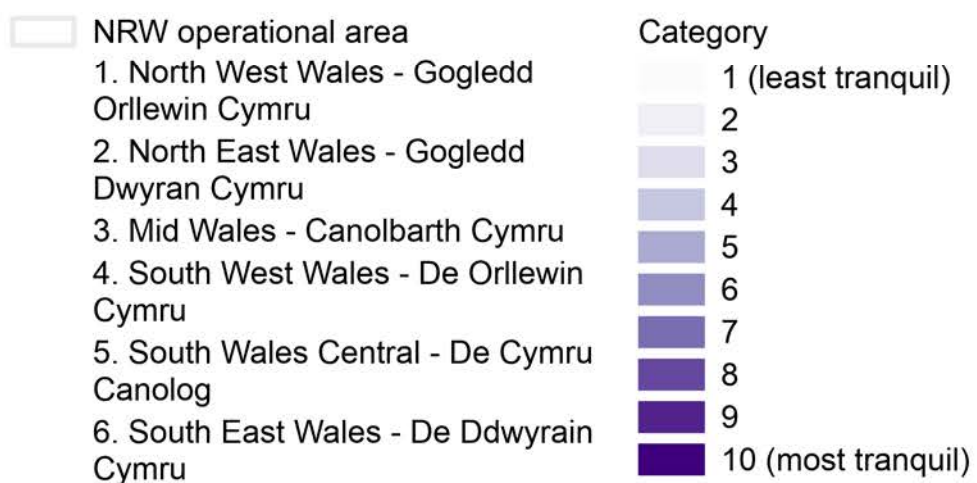 NRW operational area
1. North West Wales - Gogledd
Orllewin Cymru
2. North East Wales - Gogledd
Dwyran Cymru
3. Mid Wales - Canolbarth Cymru
4. South West Wales - De Orllewin
Cymru
5. South Wales Central - De Cymru
Canolog
6. South East Wales - De Ddwyrain
Cymru
Category
1 (least tranquil)
2
3
4
5
6
7
8
9
10 (most tranquil)